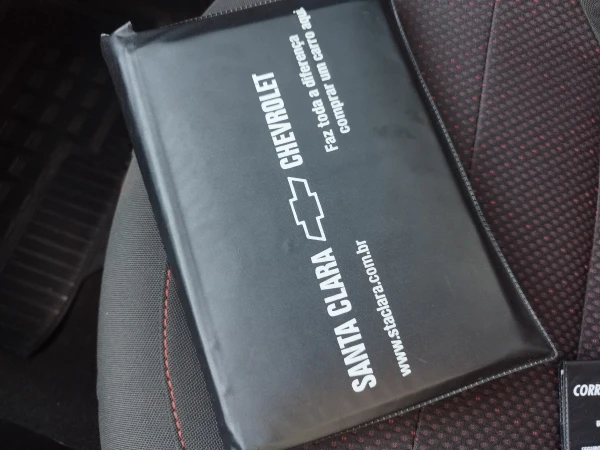 SANTA CLARA CHEVROLET
www.staclara.com.br
Faz toda a diferença
comprar um carro aqui.
CORR